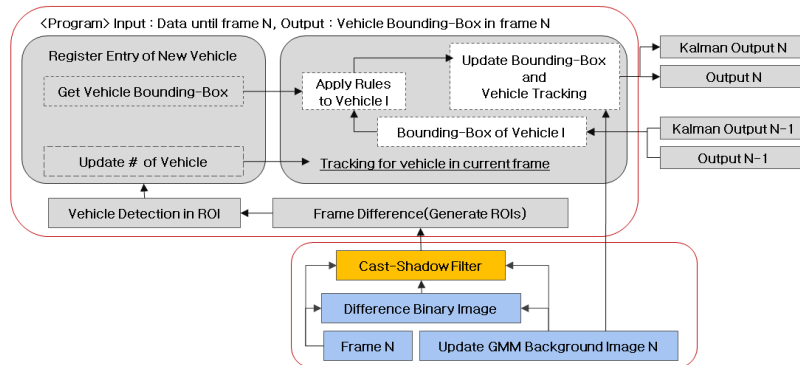 <Program> Input : Data until frame N, Output : Vehicle Bounding-Box in frame N
Register Entry of New Vehicle
Get Vehicle Bounding-Box
Update # of Vehicle
Apply Rules
to Vehicle I
Update Bounding-Box
and
Vehicle Tracking
Bounding-Box of Vehicle I
Tracking for vehicle in current frame
Kalman Output N
Output N
Kalman Output N-1
Output N-1
Vehicle Detection in ROI
Frame Difference(Generate ROIs)
Cast-Shadow Filter
Difference Binary Image
Frame N
Update GMM Background Image N